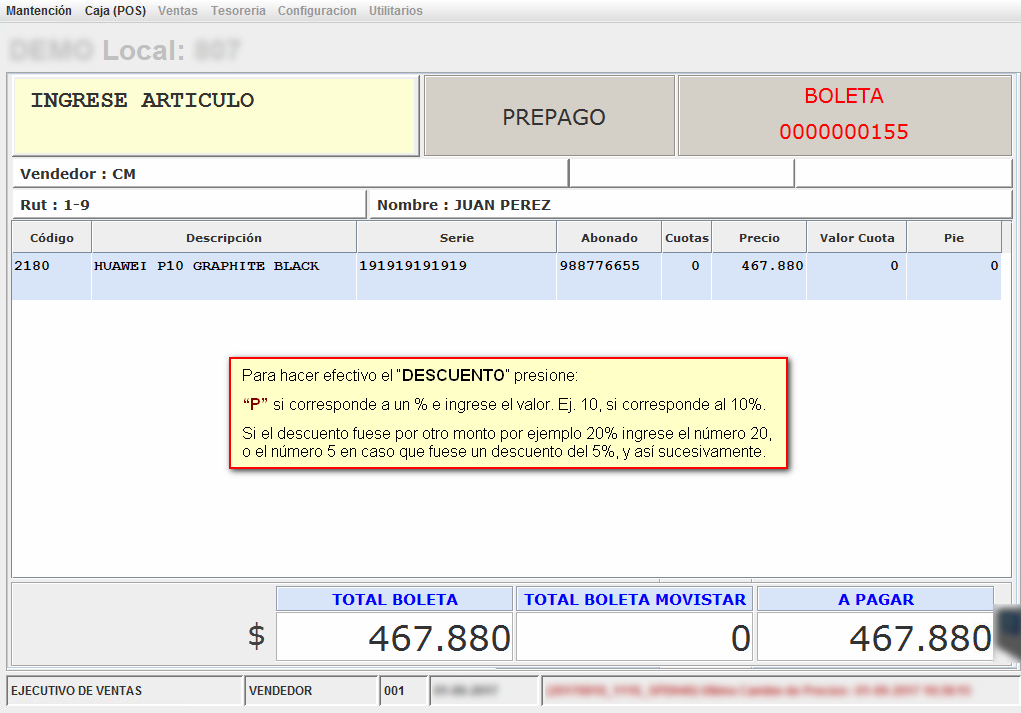 Mantención Caja (POS) Ventas Tesoreria Configuracion Utilitarios
DEMO Local: 807
INGRESE ARTICULO
PREPAGO
BOLETA
0000000155
Vendedor : CM
Rut : 1-9
Nombre : JUAN PEREZ
Código Descripción Serie Abonado Cuotas Precio Valor Cuota Pie
2180 HUAWEI P10 GRAPHITE BLACK 191919191919 988776655 0 467.880 0 0
Para hacer efectivo el “DESCUENTO” presione:
“P” si corresponde a un % e ingrese el valor. Ej. 10, si corresponde al 10%.
Si el descuento fuese por otro monto por ejemplo 20% ingrese el número 20,
o el número 5 en caso que fuese un descuento del 5%, y así sucesivamente.
TOTAL BOLETA TOTAL BOLETA MOVISTAR A PAGAR
$ 467.880 0 467.880
EJECUTIVO DE VENTAS VENDEDOR 001